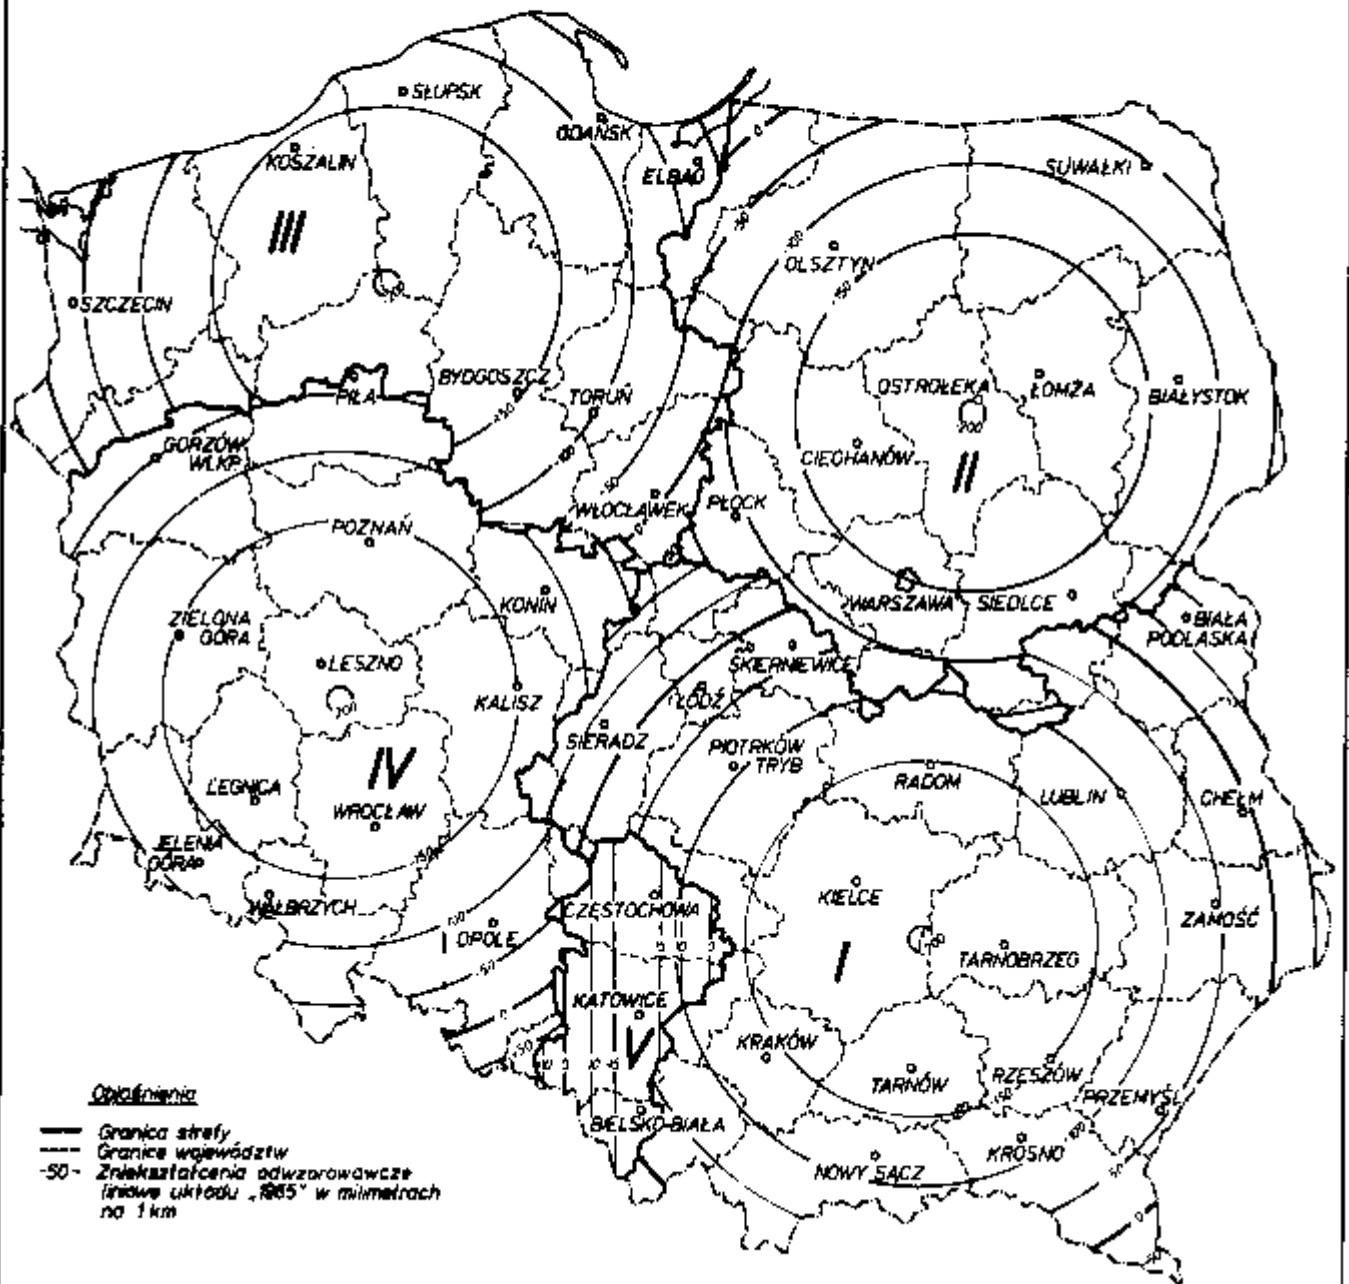 SŁUPSK
GDAŃSK
KOSZALIN
ELBĄG
SUWAŁKI
III
OLSZTYN
SZCZECIN
BYDGOSZCZ
PIŁA
TORUŃ
OSTROŁĘKA
ŁOMŻA
BIAŁYSTOK
200
GORZÓW
WLKP
CIECHANÓW
II
WŁOCŁAWEK
PŁOCK
POZNAŃ
KONIN
WARSZAWA
SIEDLCE
BIAŁA
PODLASKA
ZIELONA
GÓRA
LESZNO
SKIERNIEWICE
ŁÓDŹ
KALISZ
SIERADZ
PIOTRKÓW
TRYB
RADOM
LUBLIN
CHEŁM
IV
LEGNICA
WROCŁAW
JELENIA
GÓRA
WAŁBRZYCH
OPOLE
CZĘSTOCHOWA
KIELCE
ZAMOŚĆ
I
TARNOBRZEG
KATOWICE
V
KRAKÓW
TARNÓW
RZESZÓW
PRZEMYŚL
BIELSKO-BIAŁA
NOWY SĄCZ
KROSNO
Objaśnienia
Granica strefy
Granice województw
-50- Zniekształcenia odwzorowawcze
liniowe układu „1965" w milimetrach
na 1 km